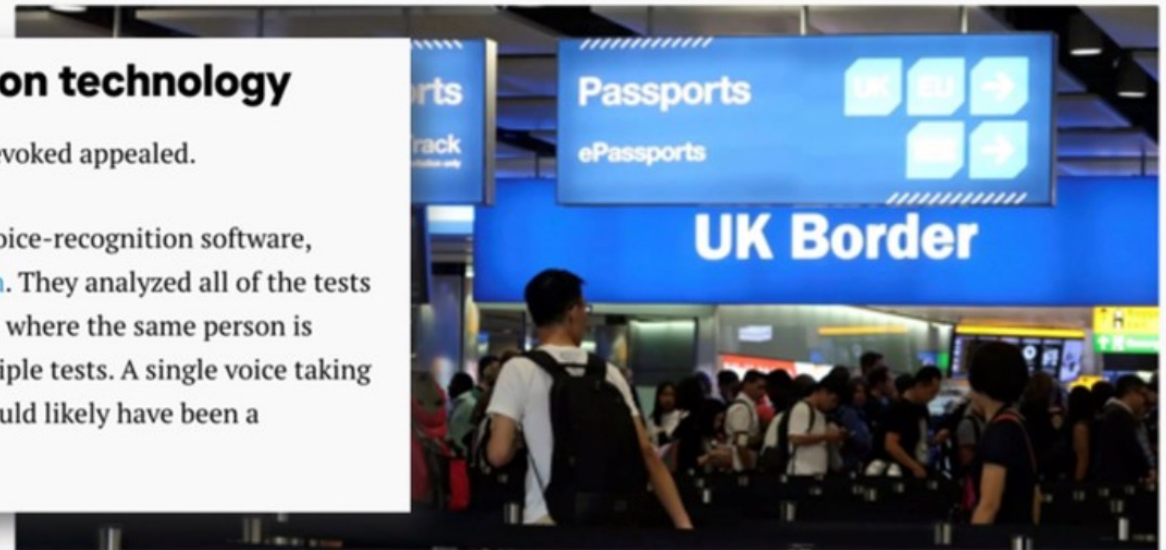 on technology
evoked appealed.
oice-recognition software,
. They analyzed all of the tests
where the same person is
iple tests. A single voice taking
uld likely have been a
rts
rack
Passports
UK EU
ePassports
UK Border